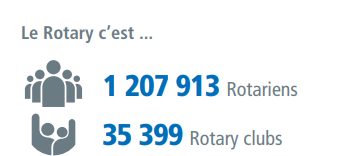 Le Rotary c’est ...
1 207 913 Rotariens
35 399 Rotary clubs